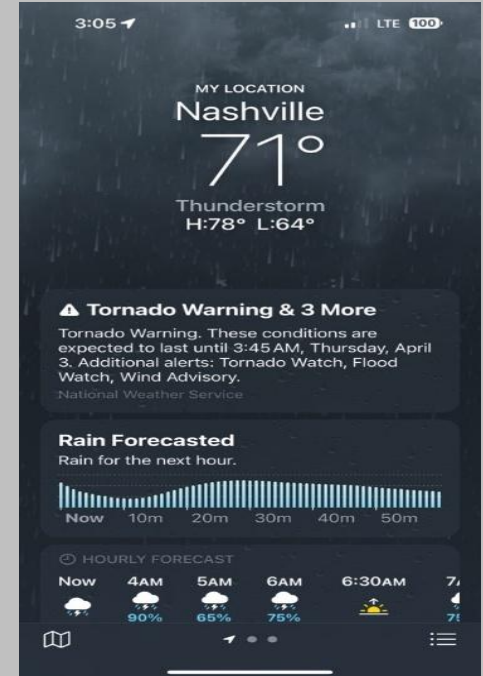 3:05 LTE 100
MY LOCATION
Nashville
71°
Thunderstorm
H:78° L:64°
Tornado Warning & 3 More
Tornado Warning. These conditions are
expected to last until 3:45 AM, Thursday, April
3. Additional alerts: Tornado Watch, Flood
Watch, Wind Advisory.
National Weather Service
Rain Forecasted
Rain for the next hour.
Now 10m 20m 30m 40m 50m
HOURLY FORECAST
Now 4AM 5AM 6AM 6:30AM
90% 65% 75%